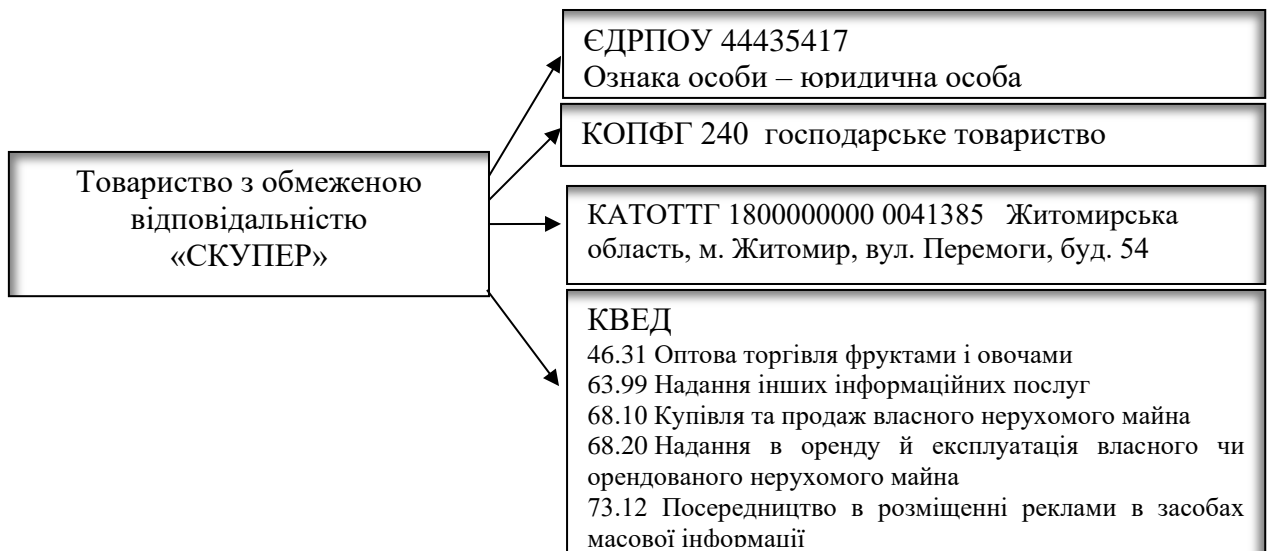 Товариство з обмеженою
відповідальністю
«СКУПЕР»
ЄДРПОУ 44435417
Ознака особи – юридична особа
КОПФГ 240 господарське товариство
КАТОТТГ 1800000000 0041385 Житомирська
область, м. Житомир, вул. Перемоги, буд. 54
КВЕД
46.31 Оптова торгівля фруктами і овочами
63.99 Надання інших інформаційних послуг
68.10 Купівля та продаж власного нерухомого майна
68.20 Надання в оренду й експлуатація власного чи
орендованого нерухомого майна
73.12 Посередництво в розміщенні реклами в засобах
масової інформації